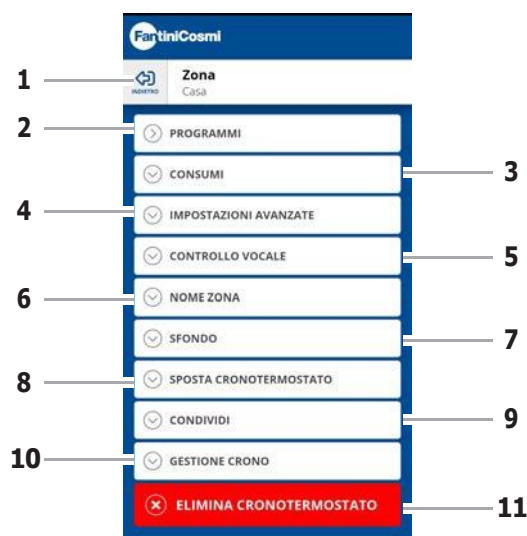 FantiniCosmi
1
INDIETRO
Zona
Casa
2
PROGRAMMI
CONSUMI
3
4
IMPOSTAZIONI AVANZATE
CONTROLLO VOCALE
5
6
NOME ZONA
SFONDO
7
8
SPOSTA CRONOTERMOSTATO
CONDIVIDI
9
10
GESTIONE CRONO
ELIMINA CRONOTERMOSTATO
11